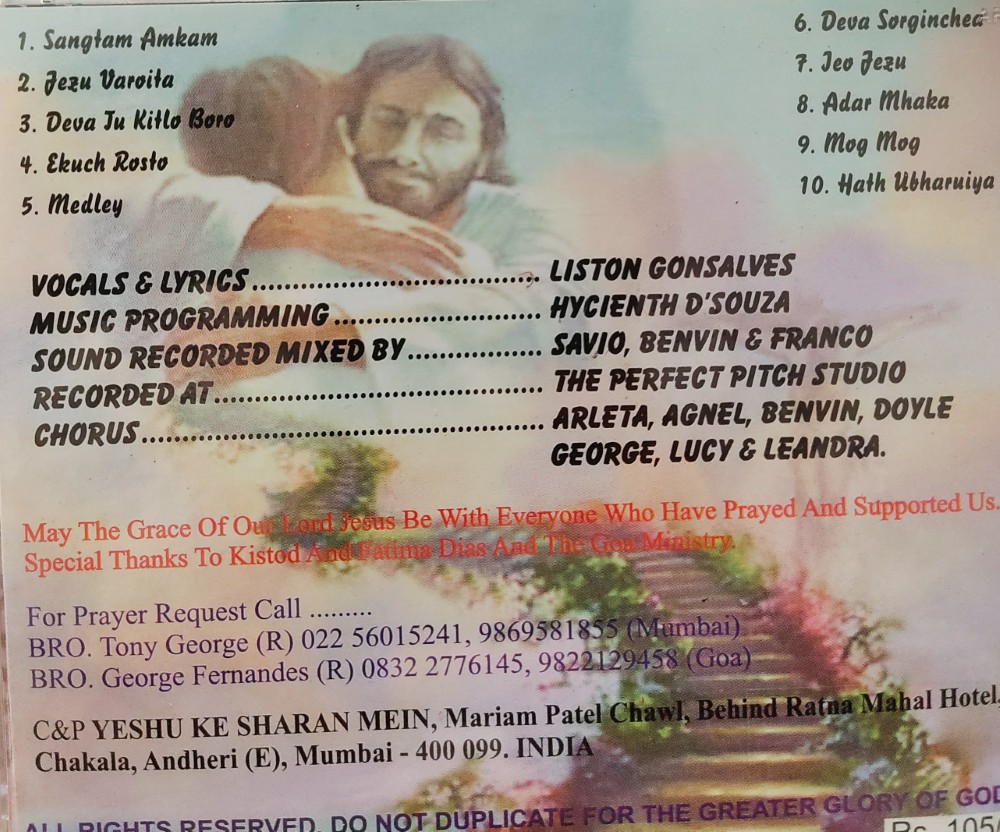 1. Sangtam Amkam
2. Jezu Varoita
3. Deva Tu Kitlo Boro
4. Ekuch Rosto
5. Medley
6. Deva Sorginchea
7. Jeo Jezu
8. Adar Mhaka
9. Mog Mog
10. Hath Ubharuiya
VOCALS & LYRICS.................................. LISTON GONSALVES
MUSIC PROGRAMMING......................... HYCIENTH D'SOUZA
SOUND RECORDED MIXED BY................ SAVIO, BENVIN & FRANCO
RECORDED AT....................................... THE PERFECT PITCH STUDIO
CHORUS................................................. ARLETA, AGNEL, BENVIN, DOYLE
GEORGE, LUCY & LEANDRA.
May The Grace Of Our Lord Jesus Be With Everyone Who Have Prayed And Supported Us.
Special Thanks To Kistod And Fatima Dias And The Goa Ministry.
For Prayer Request Call .........
BRO. Tony George (R) 022 56015241, 9869581855 (Mumbai)
BRO. George Fernandes (R) 0832 2776145, 9822129458 (Goa)
C&P YESHU KE SHARAN MEIN, Mariam Patel Chawl, Behind Ratna Mahal Hotel,
Chakala, Andheri (E), Mumbai - 400 099. INDIA
ALL RIGHTS RESERVED. DO NOT DUPLICATE FOR THE GREATER GLORY OF GOD
Rs. 105